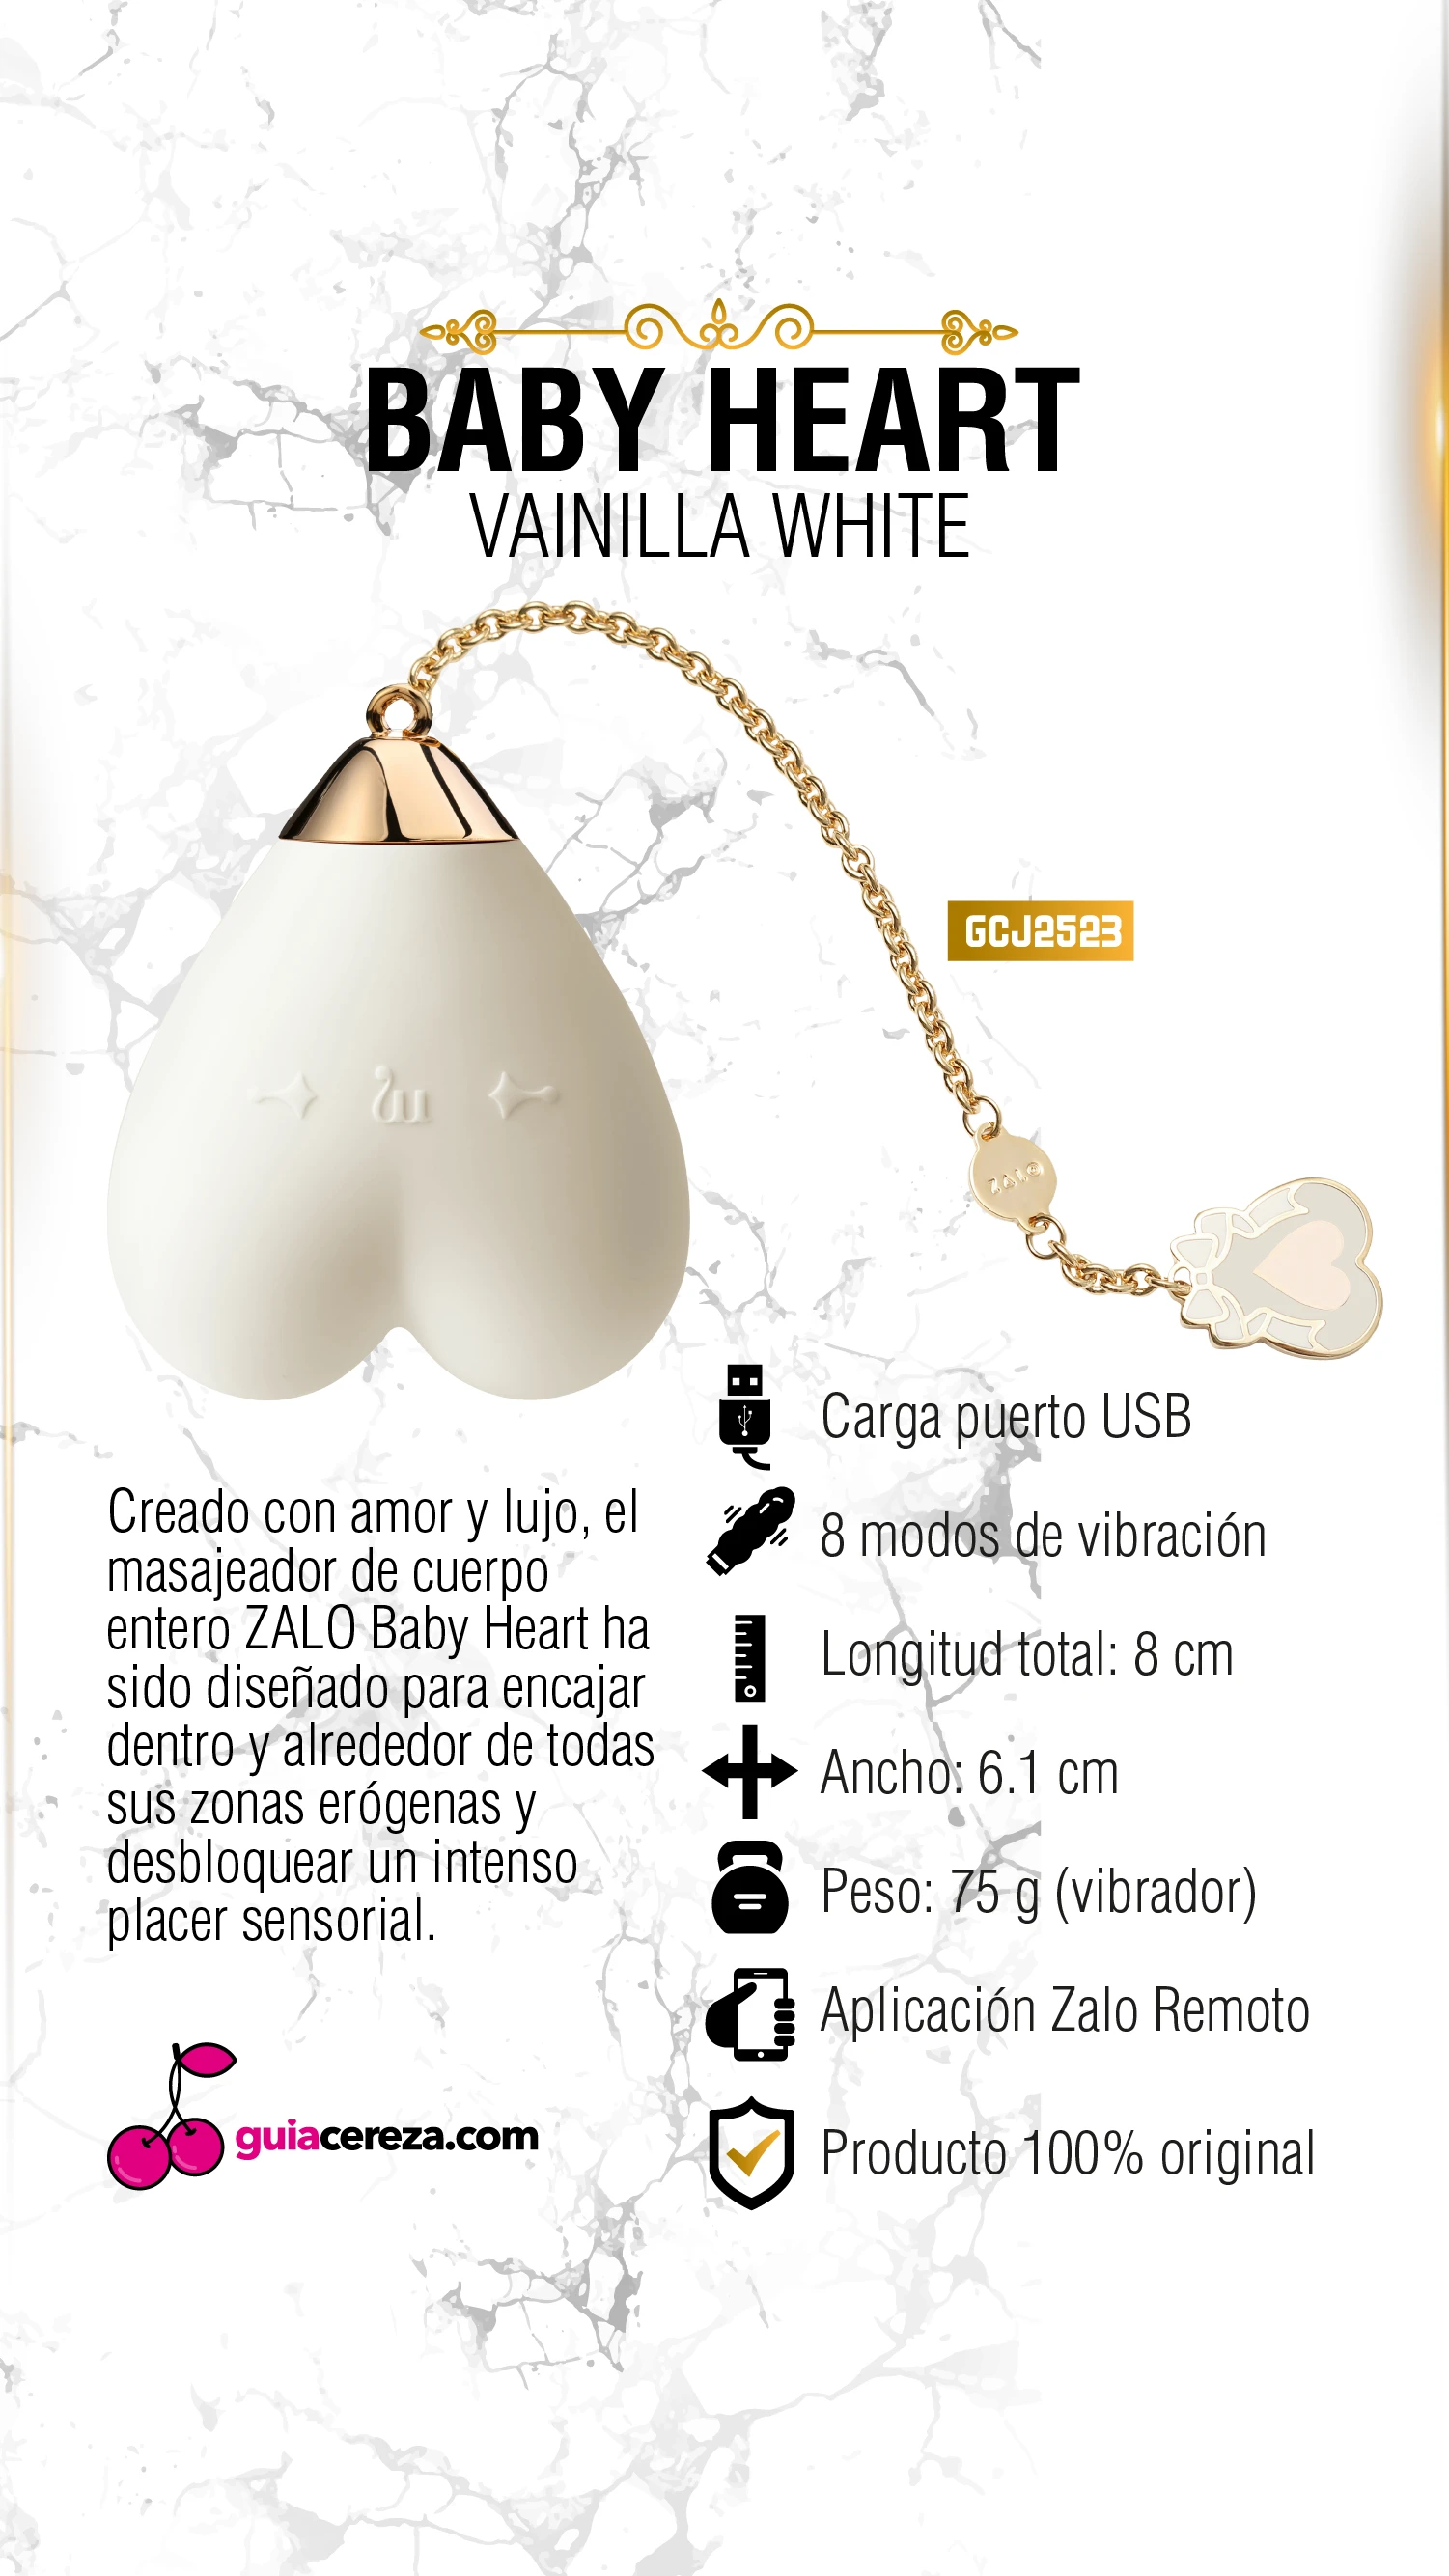 BABY HEART
VAINILLA WHITE
GCJ2523
ZALO
Carga puerto USB
8 modos de vibración
Longitud total: 8 cm
Ancho: 6.1 cm
Peso: 75 g (vibrador)
Aplicación Zalo Remoto
Producto 100% original
Creado con amor y lujo, el
masajeador de cuerpo
entero ZALO Baby Heart ha
sido diseñado para encajar
dentro y alrededor de todas
sus zonas erógenas y
desbloquear un intenso
placer sensorial.
guiacereza.com